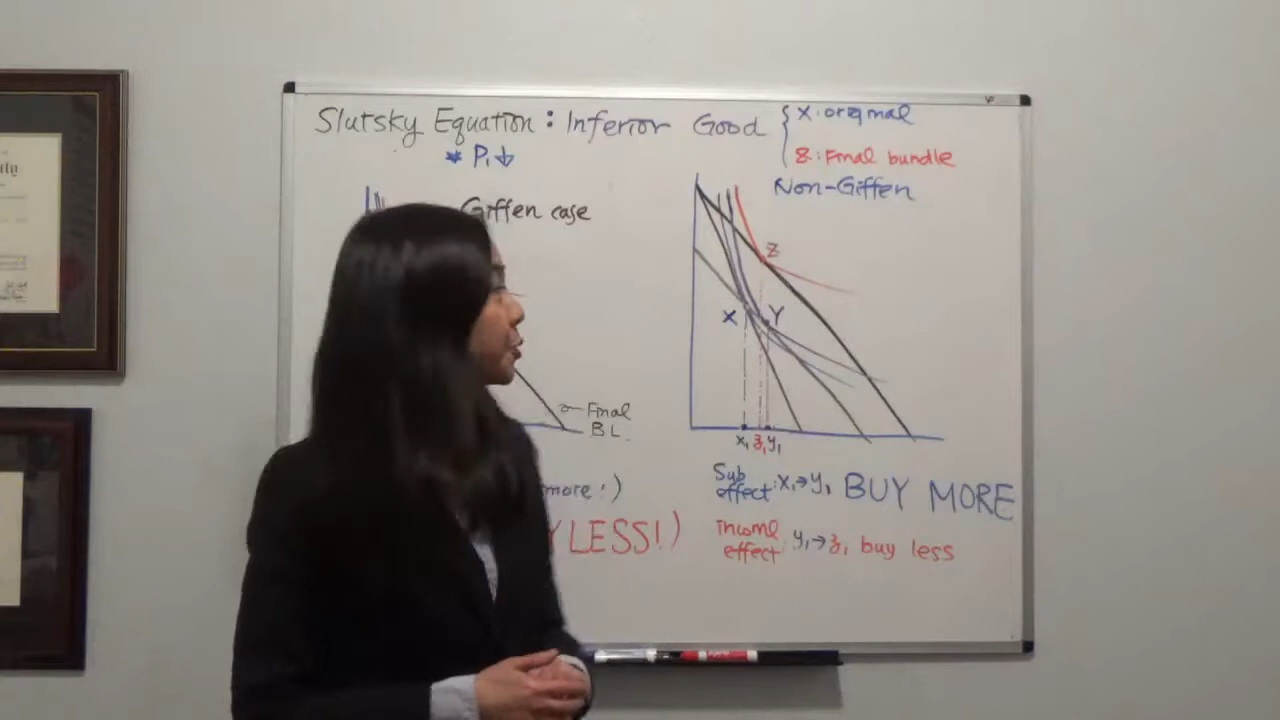 Slutsky Equation : Inferior Good
* P₁↓
X : original
Z : Final bundle
Giffen case
Final
BL.
more !)
Y LESS!)
Non-Giffen
Z
X
Y
x₁ z₁ y₁
Sub effect : x₁→y₁ BUY MORE
income effect : y₁→z₁ buy less